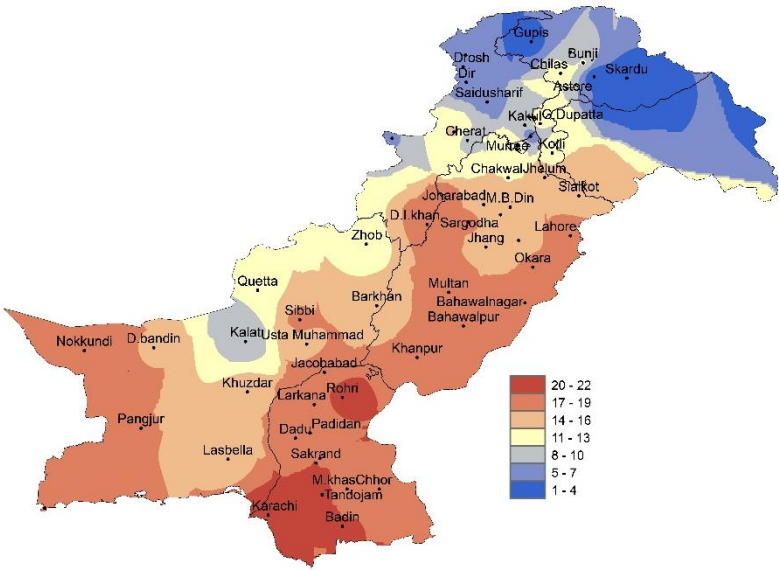 Gupis
Drosh
Bunji
Dir
Chilas
Skardu
Astore
Saidusharif
Kakul
G.Dupatta
Cherat
Murree
Kotli
Chakwal
Jhelum
Sialkot
Joharabad
M.B.Din
D.I.khan
Sargodha
Lahore
Zhob
Jhang
Okara
Quetta
Multan
Barkhan
Bahawalnagar
Sibbi
Bahawalpur
Nokkundi
D.bandin
Kalat
Usta Muhammad
Khanpur
Jacobabad
Khuzdar
Rohri
Larkana
Pangjur
Padidan
Dadu
Lasbella
Sakrand
M.khas
Chhor
Tandojam
Karachi
Badin
20 - 22
17 - 19
14 - 16
11 - 13
8 - 10
5 - 7
1 - 4